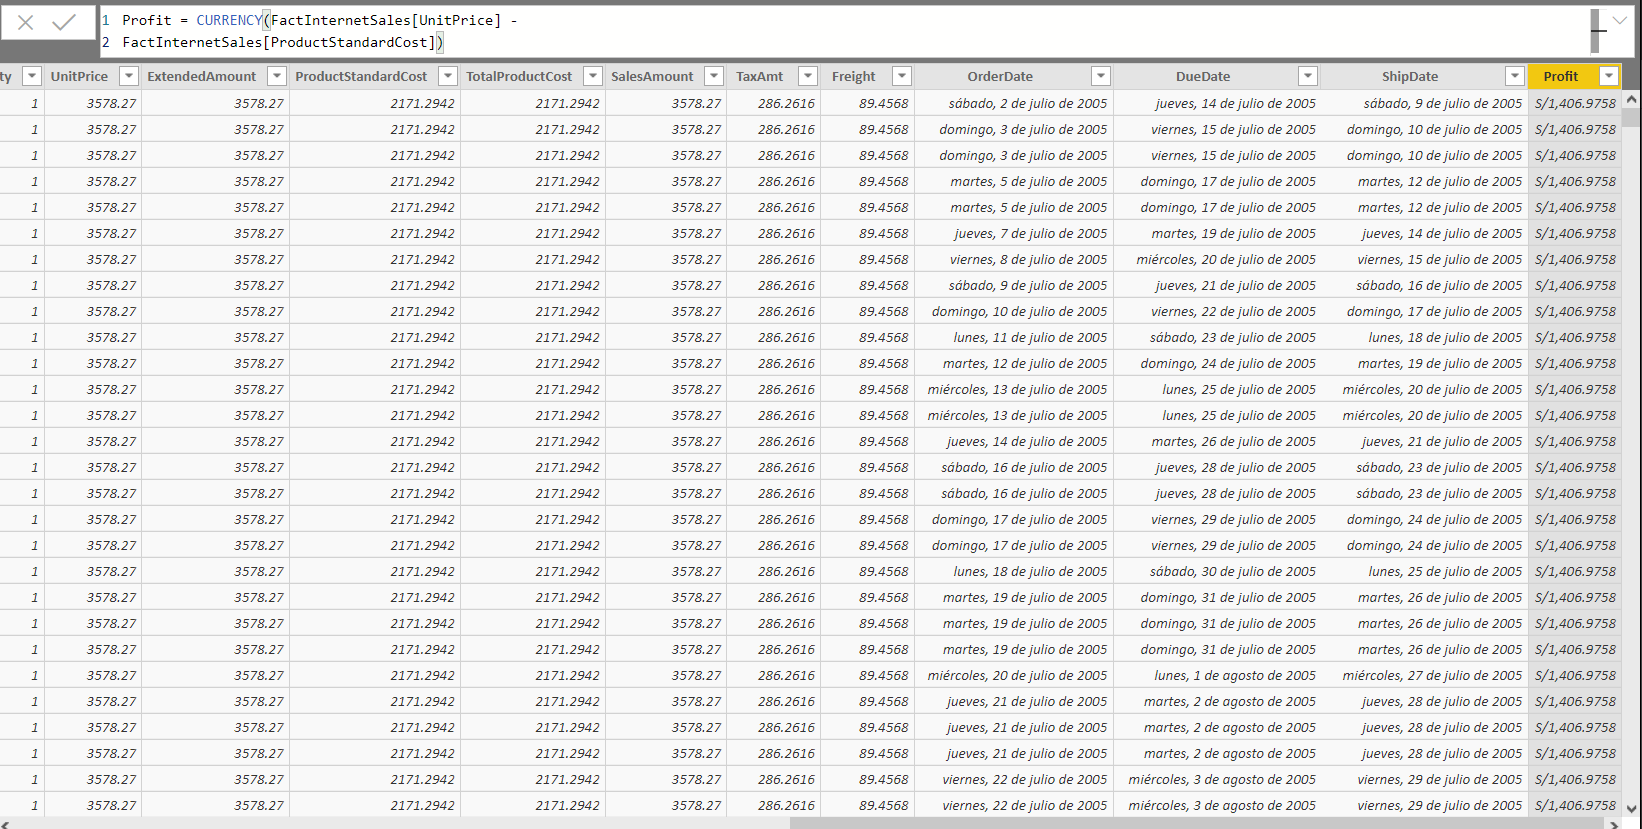 1 Profit = CURRENCY(FactInternetSales[UnitPrice] -
2 FactInternetSales[ProductStandardCost])
ty UnitPrice ExtendedAmount ProductStandardCost TotalProductCost SalesAmount TaxAmt Freight OrderDate DueDate ShipDate Profit
1 3578.27 3578.27 2171.2942 2171.2942 3578.27 286.2616 89.4568 sábado, 2 de julio de 2005 jueves, 14 de julio de 2005 sábado, 9 de julio de 2005 S/1,406.9758
1 3578.27 3578.27 2171.2942 2171.2942 3578.27 286.2616 89.4568 domingo, 3 de julio de 2005 viernes, 15 de julio de 2005 domingo, 10 de julio de 2005 S/1,406.9758
1 3578.27 3578.27 2171.2942 2171.2942 3578.27 286.2616 89.4568 domingo, 3 de julio de 2005 viernes, 15 de julio de 2005 domingo, 10 de julio de 2005 S/1,406.9758
1 3578.27 3578.27 2171.2942 2171.2942 3578.27 286.2616 89.4568 martes, 5 de julio de 2005 domingo, 17 de julio de 2005 martes, 12 de julio de 2005 S/1,406.9758
1 3578.27 3578.27 2171.2942 2171.2942 3578.27 286.2616 89.4568 martes, 5 de julio de 2005 domingo, 17 de julio de 2005 martes, 12 de julio de 2005 S/1,406.9758
1 3578.27 3578.27 2171.2942 2171.2942 3578.27 286.2616 89.4568 jueves, 7 de julio de 2005 martes, 19 de julio de 2005 jueves, 14 de julio de 2005 S/1,406.9758
1 3578.27 3578.27 2171.2942 2171.2942 3578.27 286.2616 89.4568 viernes, 8 de julio de 2005 miércoles, 20 de julio de 2005 viernes, 15 de julio de 2005 S/1,406.9758
1 3578.27 3578.27 2171.2942 2171.2942 3578.27 286.2616 89.4568 sábado, 9 de julio de 2005 jueves, 21 de julio de 2005 sábado, 16 de julio de 2005 S/1,406.9758
1 3578.27 3578.27 2171.2942 2171.2942 3578.27 286.2616 89.4568 domingo, 10 de julio de 2005 viernes, 22 de julio de 2005 domingo, 17 de julio de 2005 S/1,406.9758
1 3578.27 3578.27 2171.2942 2171.2942 3578.27 286.2616 89.4568 lunes, 11 de julio de 2005 sábado, 23 de julio de 2005 lunes, 18 de julio de 2005 S/1,406.9758
1 3578.27 3578.27 2171.2942 2171.2942 3578.27 286.2616 89.4568 martes, 12 de julio de 2005 domingo, 24 de julio de 2005 martes, 19 de julio de 2005 S/1,406.9758
1 3578.27 3578.27 2171.2942 2171.2942 3578.27 286.2616 89.4568 miércoles, 13 de julio de 2005 lunes, 25 de julio de 2005 miércoles, 20 de julio de 2005 S/1,406.9758
1 3578.27 3578.27 2171.2942 2171.2942 3578.27 286.2616 89.4568 miércoles, 13 de julio de 2005 lunes, 25 de julio de 2005 miércoles, 20 de julio de 2005 S/1,406.9758
1 3578.27 3578.27 2171.2942 2171.2942 3578.27 286.2616 89.4568 jueves, 14 de julio de 2005 martes, 26 de julio de 2005 jueves, 21 de julio de 2005 S/1,406.9758
1 3578.27 3578.27 2171.2942 2171.2942 3578.27 286.2616 89.4568 sábado, 16 de julio de 2005 jueves, 28 de julio de 2005 sábado, 23 de julio de 2005 S/1,406.9758
1 3578.27 3578.27 2171.2942 2171.2942 3578.27 286.2616 89.4568 sábado, 16 de julio de 2005 jueves, 28 de julio de 2005 sábado, 23 de julio de 2005 S/1,406.9758
1 3578.27 3578.27 2171.2942 2171.2942 3578.27 286.2616 89.4568 domingo, 17 de julio de 2005 viernes, 29 de julio de 2005 domingo, 24 de julio de 2005 S/1,406.9758
1 3578.27 3578.27 2171.2942 2171.2942 3578.27 286.2616 89.4568 domingo, 17 de julio de 2005 viernes, 29 de julio de 2005 domingo, 24 de julio de 2005 S/1,406.9758
1 3578.27 3578.27 2171.2942 2171.2942 3578.27 286.2616 89.4568 lunes, 18 de julio de 2005 sábado, 30 de julio de 2005 lunes, 25 de julio de 2005 S/1,406.9758
1 3578.27 3578.27 2171.2942 2171.2942 3578.27 286.2616 89.4568 martes, 19 de julio de 2005 domingo, 31 de julio de 2005 martes, 26 de julio de 2005 S/1,406.9758
1 3578.27 3578.27 2171.2942 2171.2942 3578.27 286.2616 89.4568 martes, 19 de julio de 2005 domingo, 31 de julio de 2005 martes, 26 de julio de 2005 S/1,406.9758
1 3578.27 3578.27 2171.2942 2171.2942 3578.27 286.2616 89.4568 martes, 19 de julio de 2005 domingo, 31 de julio de 2005 martes, 26 de julio de 2005 S/1,406.9758
1 3578.27 3578.27 2171.2942 2171.2942 3578.27 286.2616 89.4568 miércoles, 20 de julio de 2005 lunes, 1 de agosto de 2005 miércoles, 27 de julio de 2005 S/1,406.9758
1 3578.27 3578.27 2171.2942 2171.2942 3578.27 286.2616 89.4568 jueves, 21 de julio de 2005 martes, 2 de agosto de 2005 jueves, 28 de julio de 2005 S/1,406.9758
1 3578.27 3578.27 2171.2942 2171.2942 3578.27 286.2616 89.4568 jueves, 21 de julio de 2005 martes, 2 de agosto de 2005 jueves, 28 de julio de 2005 S/1,406.9758
1 3578.27 3578.27 2171.2942 2171.2942 3578.27 286.2616 89.4568 jueves, 21 de julio de 2005 martes, 2 de agosto de 2005 jueves, 28 de julio de 2005 S/1,406.9758
1 3578.27 3578.27 2171.2942 2171.2942 3578.27 286.2616 89.4568 viernes, 22 de julio de 2005 miércoles, 3 de agosto de 2005 viernes, 29 de julio de 2005 S/1,406.9758
1 3578.27 3578.27 2171.2942 2171.2942 3578.27 286.2616 89.4568 viernes, 22 de julio de 2005 miércoles, 3 de agosto de 2005 viernes, 29 de julio de 2005 S/1,406.9758